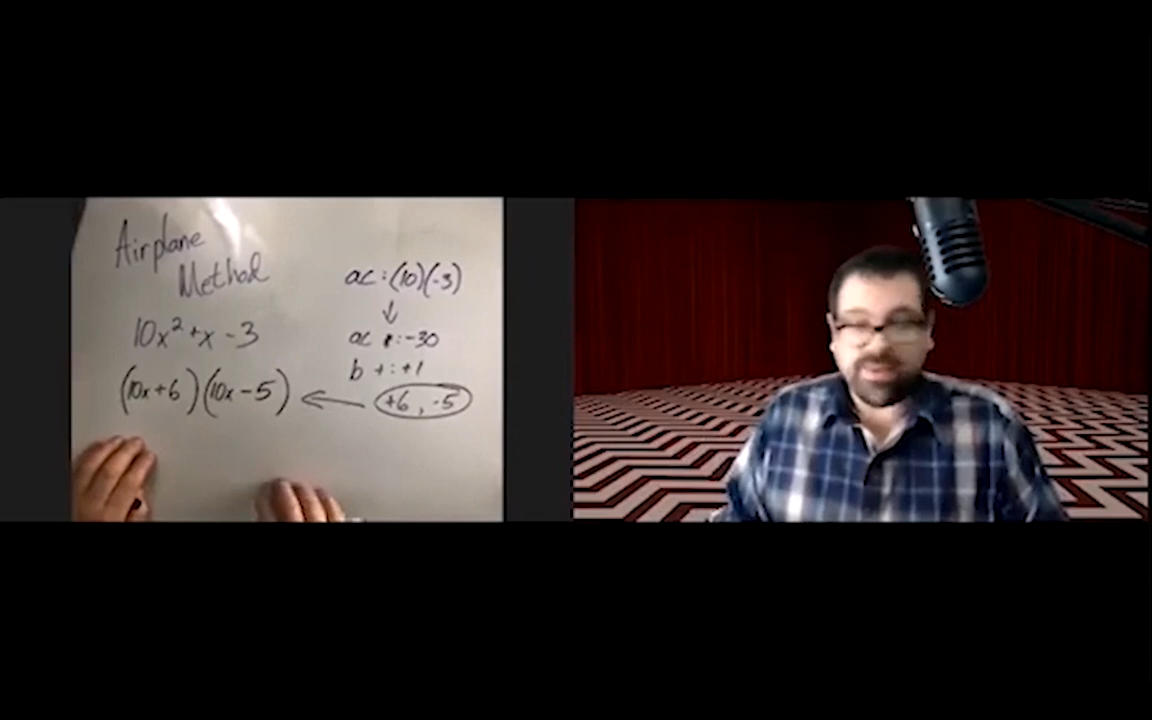 Airplane
Method
10x² + x - 3
(10x + 6)(10x - 5)
ac : (10)(-3)
↓
ac : -30
b + : +1
← +6, -5